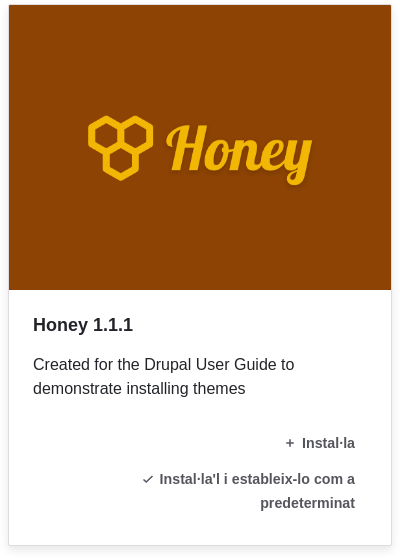 Honey
Honey 1.1.1
Created for the Drupal User Guide to
demonstrate installing themes
+ Instal·la
Instal·la'l i estableix-lo com a
predeterminat